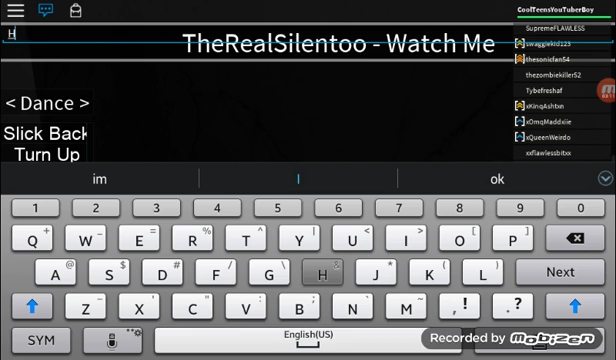 CoolTeensYouTuberBoy
H
SupremeFLAWLESS
TheRealSilentoo - Watch Me
swaggiekid123
thesonicfan54
thezombiekiller52
Tybefreshaf
< Dance >
xKingAshtxn
xOmqMaddxiie
Slick Back
xQueenWeirdo
Turn Up
xxflawlessbitxx
im
I
ok
1 2 3 4 5 6 7 8 9 0
Q + W _ E = R % T ^ Y | U < I > O [ P ]
A @ S $ D # F / G \ H & J * K ( L ) Next
Z - X ' C " V : B ; N ` M ~ , ! . ?
SYM
English(US)
Recorded by MOBIZEN